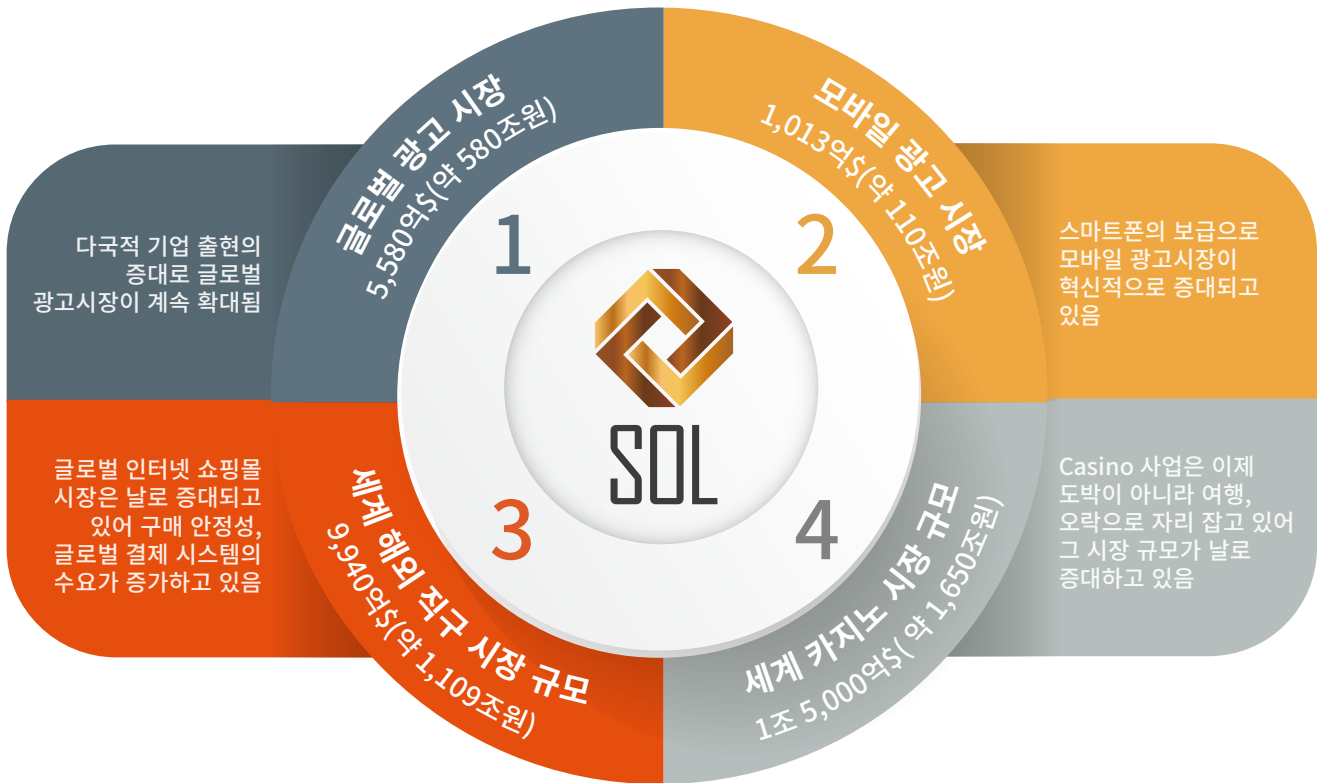 글로벌 광고 시장
5,580억$(약 580조원)
1
다국적 기업 출현의
증대로 글로벌
광고시장이 계속 확대됨
모바일 광고 시장
1,013억$(약 110조원)
2
스마트폰의 보급으로
모바일 광고시장이
혁신적으로 증대되고
있음
SOL
세계 해외 직구 시장 규모
9,940억$(약 1,109조원)
3
글로벌 인터넷 쇼핑몰
시장은 날로 증대되고
있어 구매 안정성,
글로벌 결제 시스템의
수요가 증가하고 있음
세계 카지노 시장 규모
1조 5,000억$( 약 1,650조원)
4
Casino 사업은 이제
도박이 아니라 여행,
오락으로 자리 잡고 있어
그 시장 규모가 날로
증대하고 있음